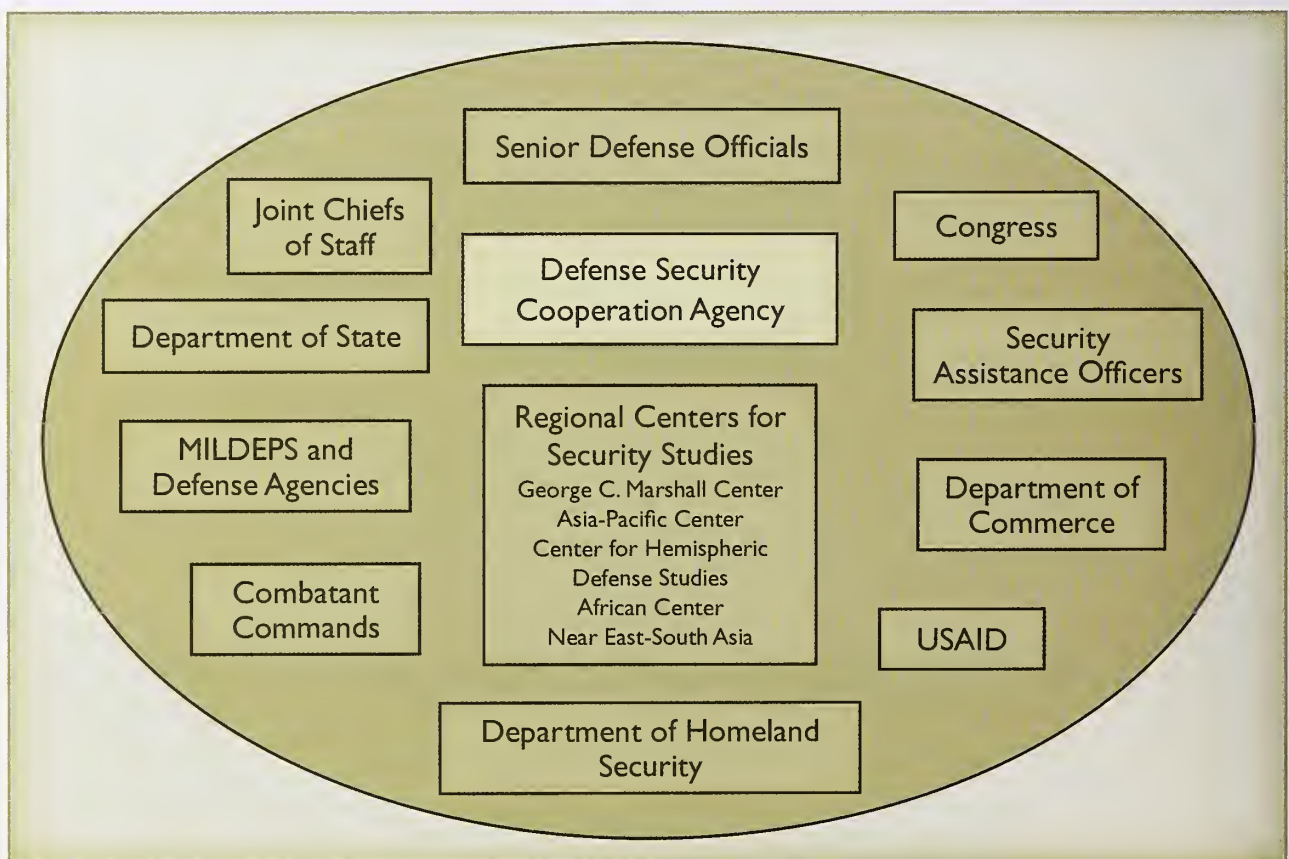 Senior Defense Officials
Joint Chiefs
of Staff
Congress
Defense Security
Cooperation Agency
Department of State
Security
Assistance Officers
Regional Centers for
Security Studies
George C. Marshall Center
Asia-Pacific Center
Center for Hemispheric
Defense Studies
African Center
Near East-South Asia
MILDEPS and
Defense Agencies
Department of
Commerce
Combatant
Commands
USAID
Department of Homeland
Security